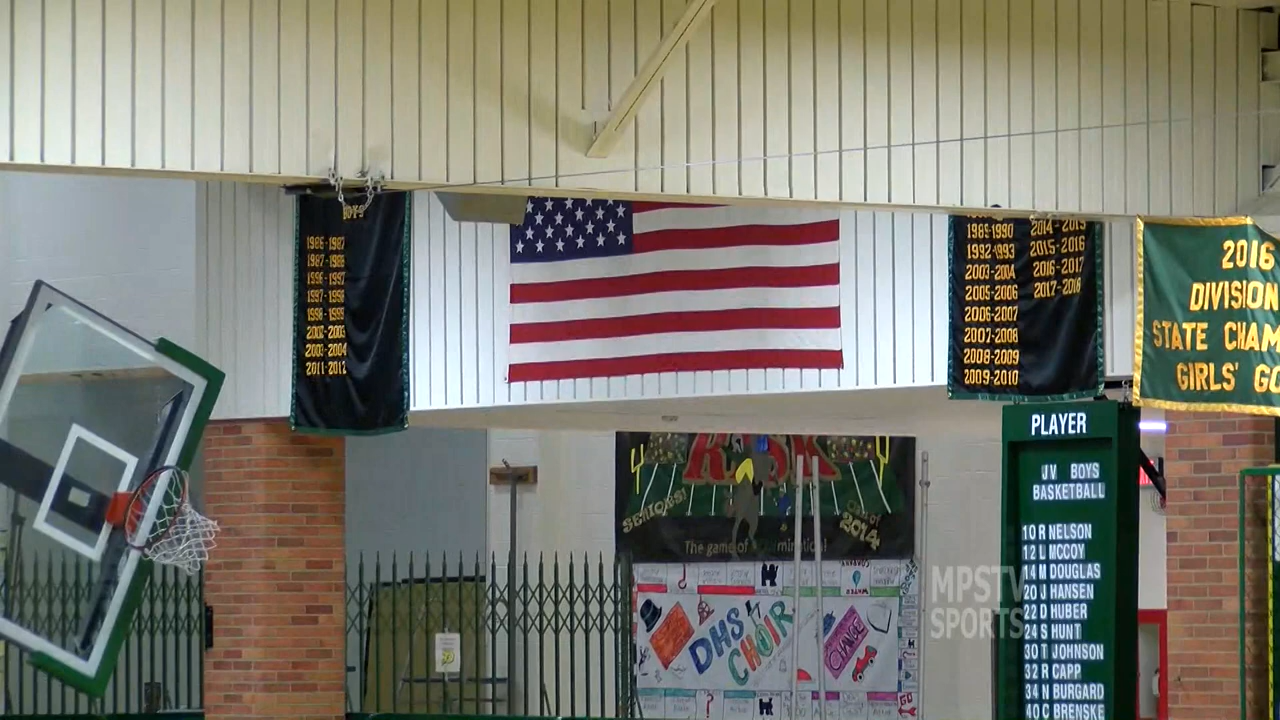 BOYS
1986-1987
1987-1988
1996-1997
1997-1998
1998-1999
2002-2003
2003-2004
2011-2012
1989-1990
1992-1993
2003-2004
2005-2006
2006-2007
2007-2008
2008-2009
2009-2010
2014-2015
2015-2016
2016-2017
2017-2018
2016
DIVISION
STATE CHAM
GIRLS' GO
PLAYER
JV BOYS
BASKETBALL
10 R NELSON
12 L MCCOY
14 M DOUGLAS
20 J HANSEN
22 D HUBER
24 S HUNT
30 T JOHNSON
32 R CAPP
34 N BURGARD
40 C BRENSKE
RISK
SENIORS!
Class of
2014
The game of
DHS
CHOIR
CHANGE
MPSTV
SPORTS